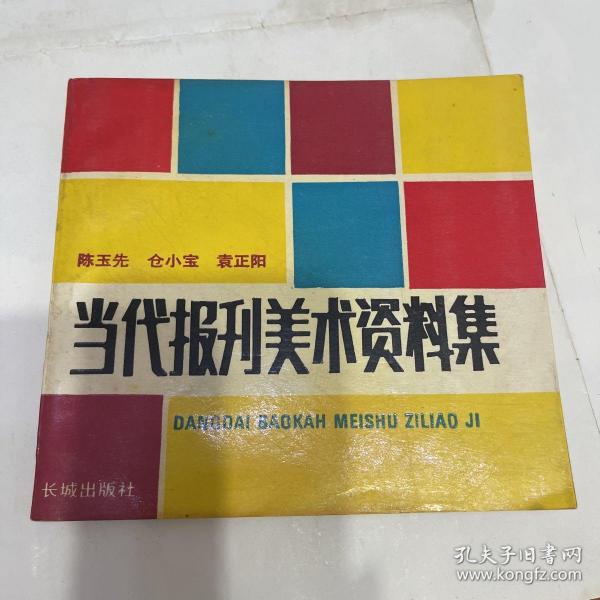 陈玉先 仓小宝 袁正阳
当代报刊美术资料集
DANGDAI BAOKAH MEISHU ZILIAO JI
长城出版社
孔夫子旧书网
www.kongfz.com